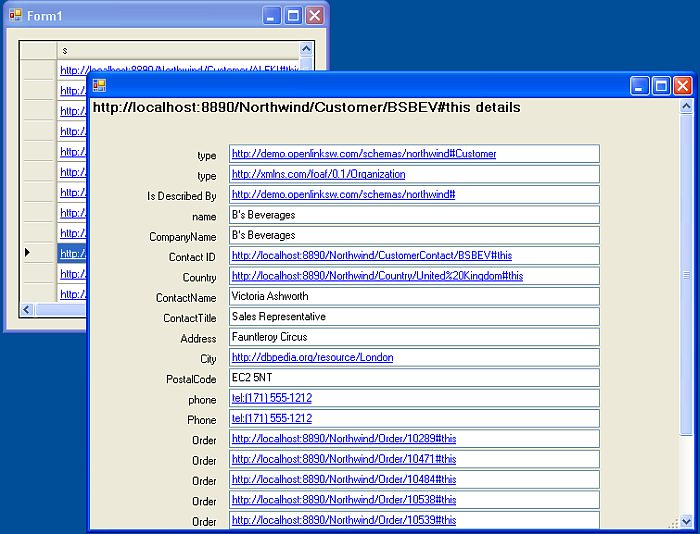 Form1
s
http://localhost:8890/Northwind/Customer/ALFKI#this
http://localhost:8890/Northwind/Customer/BSBEV#this details
type http://demo.openlinksw.com/schemas/northwind#Customer
type http://xmlns.com/foaf/0.1/Organization
Is Described By http://demo.openlinksw.com/schemas/northwind#
name B's Beverages
CompanyName B's Beverages
Contact ID http://localhost:8890/Northwind/CustomerContact/BSBEV#this
Country http://localhost:8890/Northwind/Country/United%20Kingdom#this
ContactName Victoria Ashworth
ContactTitle Sales Representative
Address Fauntleroy Circus
City http://dbpedia.org/resource/London
PostalCode EC2 5NT
phone tel:(171) 555-1212
Phone tel:(171) 555-1212
Order http://localhost:8890/Northwind/Order/10289#this
Order http://localhost:8890/Northwind/Order/10471#this
Order http://localhost:8890/Northwind/Order/10484#this
Order http://localhost:8890/Northwind/Order/10538#this
Order http://localhost:8890/Northwind/Order/10539#this